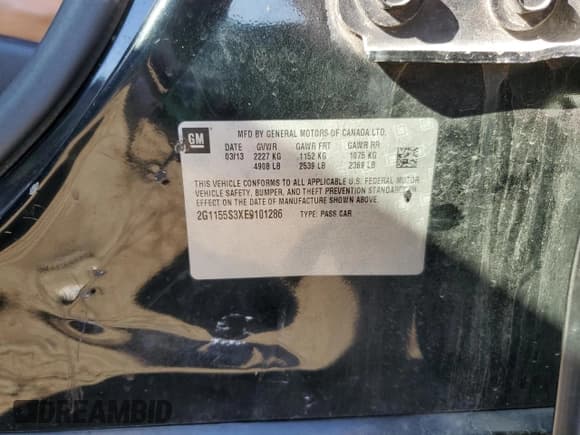 GM
MFD BY GENERAL MOTORS OF CANADA LTD.
DATE GVWR GAWR FRT GAWR RR
03/13 2227 KG 1152 KG 1075 KG
4908 LB 2539 LB 2369 LB
THIS VEHICLE CONFORMS TO ALL APPLICABLE U.S. FEDERAL MOTOR
VEHICLE SAFETY, BUMPER, AND THEFT PREVENTION STANDARDS IN
EFFECT ON THE DATE OF MANUFACTURE SHOWN ABOVE.
2G1155S3XE9101286 TYPE: PASS CAR
DREAMBID